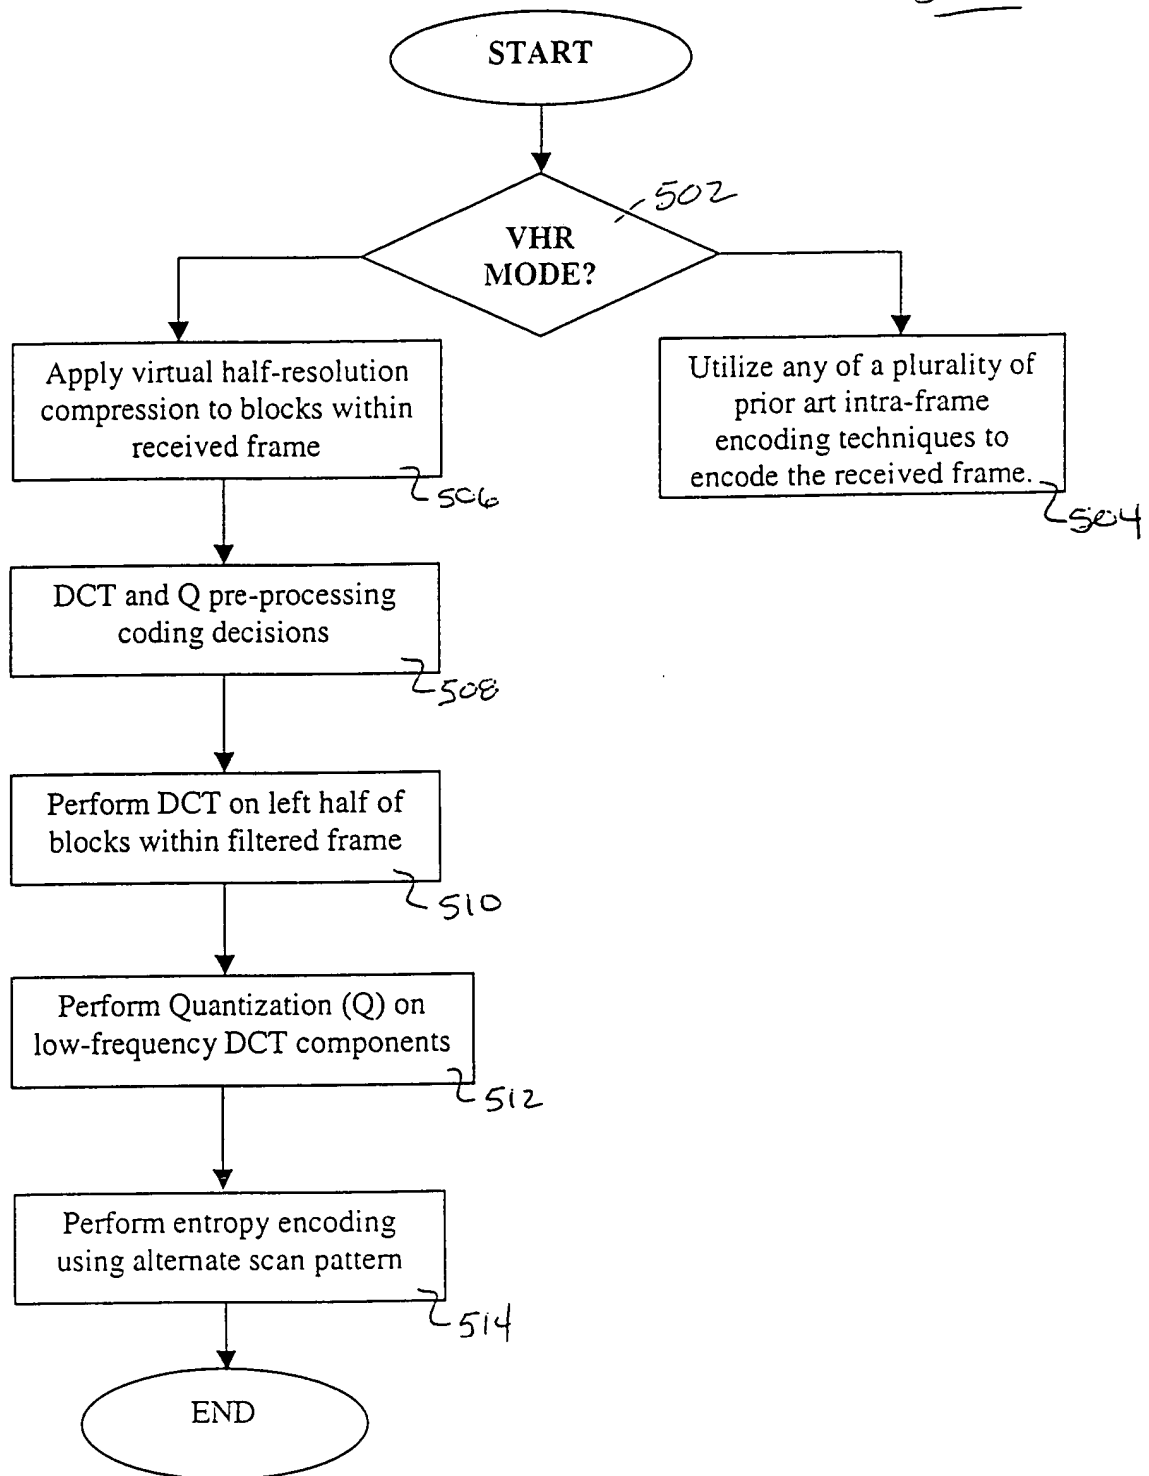 START
502
VHR
MODE?
Apply virtual half-resolution
compression to blocks within
received frame
506
Utilize any of a plurality of
prior art intra-frame
encoding techniques to
encode the received frame.
504
DCT and Q pre-processing
coding decisions
508
Perform DCT on left half of
blocks within filtered frame
510
Perform Quantization (Q) on
low-frequency DCT components
512
Perform entropy encoding
using alternate scan pattern
514
END